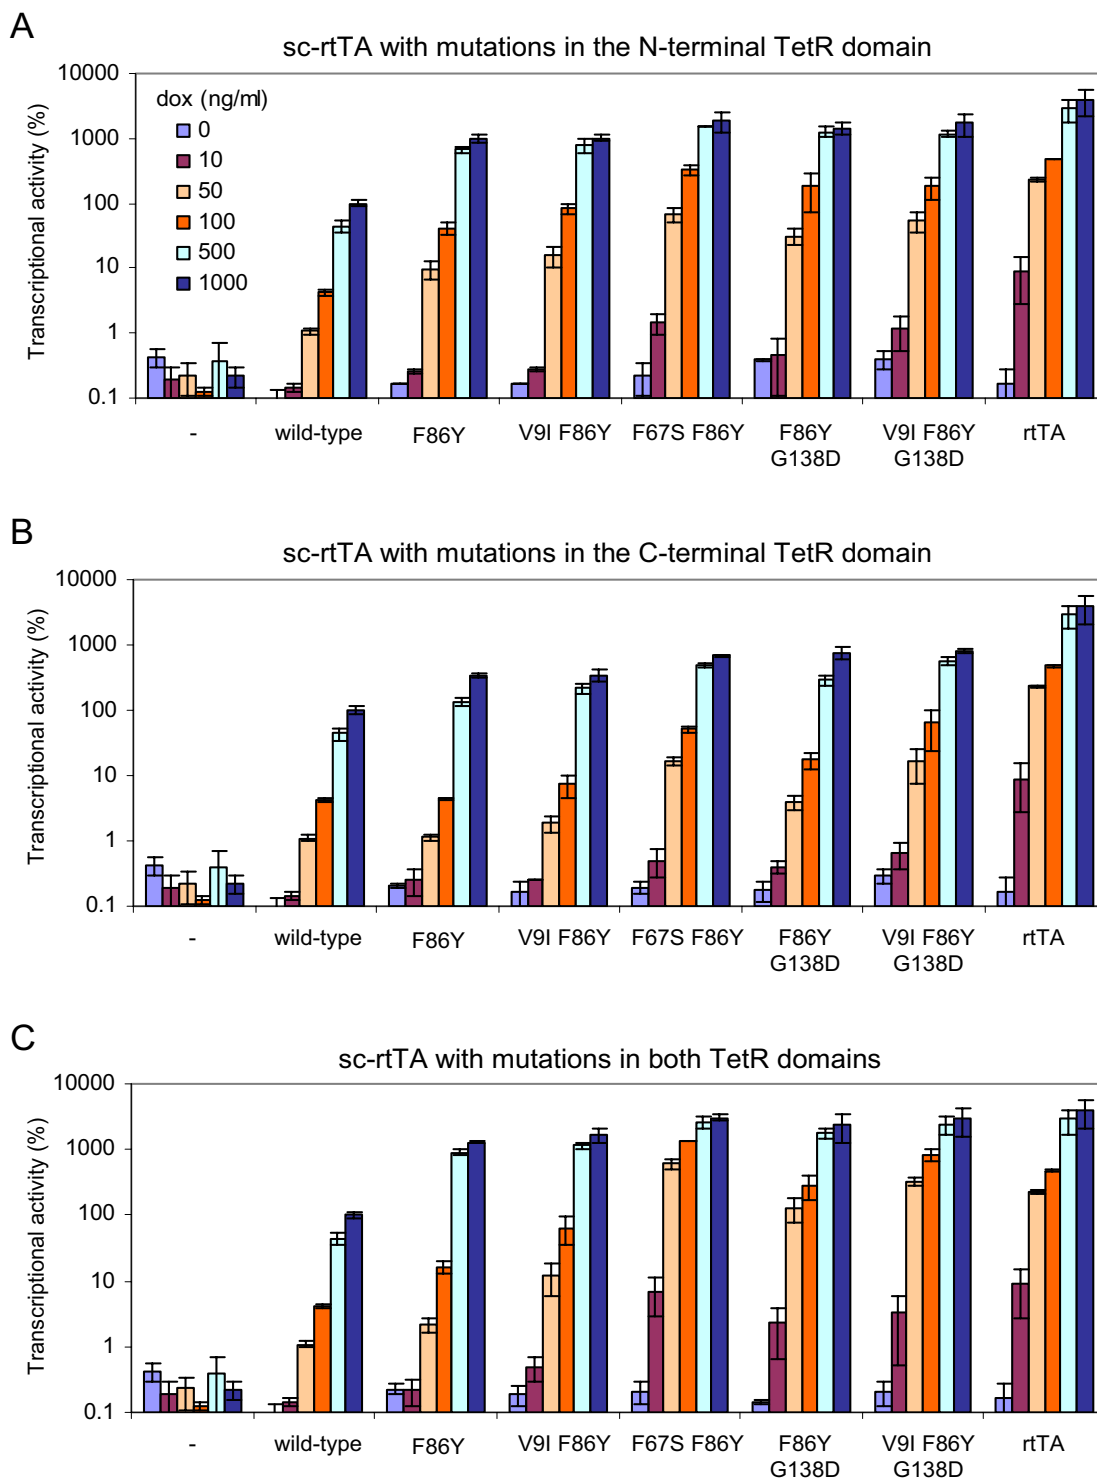 A
sc-rtTA with mutations in the N-terminal TetR domain
Transcriptional activity (%)
10000
1000
100
10
1
0.1
dox (ng/ml)
0
10
50
100
500
1000
-
wild-type
F86Y
V9I F86Y
F67S F86Y
F86Y
G138D
V9I F86Y
G138D
rtTA
B
sc-rtTA with mutations in the C-terminal TetR domain
Transcriptional activity (%)
10000
1000
100
10
1
0.1
-
wild-type
F86Y
V9I F86Y
F67S F86Y
F86Y
G138D
V9I F86Y
G138D
rtTA
C
sc-rtTA with mutations in both TetR domains
Transcriptional activity (%)
10000
1000
100
10
1
0.1
-
wild-type
F86Y
V9I F86Y
F67S F86Y
F86Y
G138D
V9I F86Y
G138D
rtTA